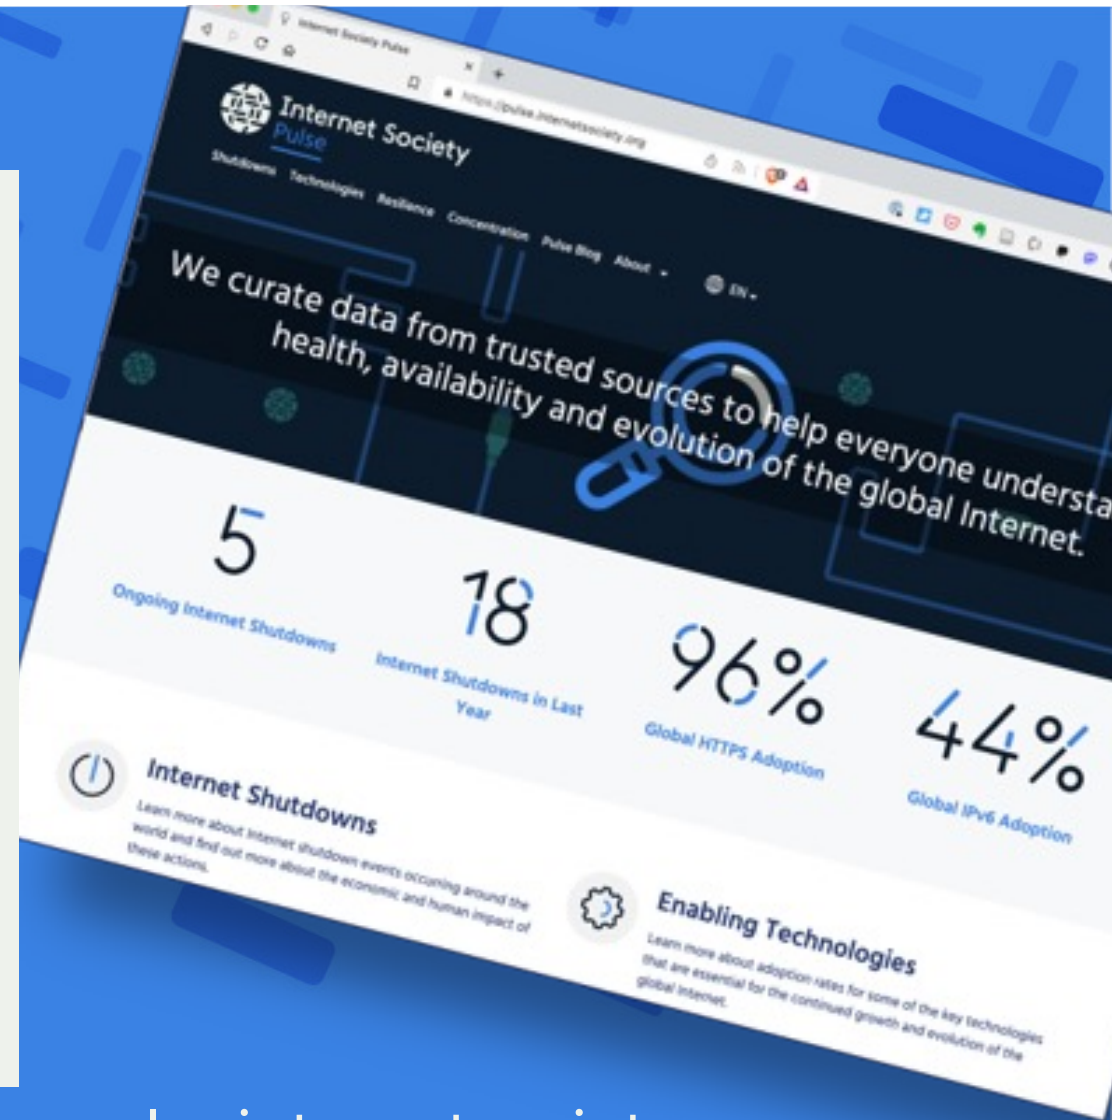 Internet Society Pulse
https://pulse.internetsociety.org
Internet Society
Pulse
Shutdowns Technologies Resilience Concentration Pulse Blog About EN
We curate data from trusted sources to help everyone understa
health, availability and evolution of the global Internet.
5
Ongoing Internet Shutdowns
18
Internet Shutdowns in Last
Year
96%
Global HTTPS Adoption
44%
Global IPv6 Adoption
Internet Shutdowns
Learn more about Internet shutdown events occurring around the
world and find out more about the economic and human impact of
these actions.
Enabling Technologies
Learn more about adoption rates for some of the key technologies
that are essential for the continued growth and evolution of the
global Internet.